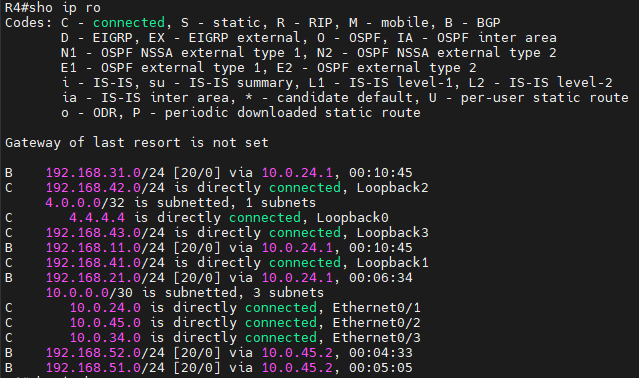 R4#sho ip ro
Codes: C - connected, S - static, R - RIP, M - mobile, B - BGP
       D - EIGRP, EX - EIGRP external, O - OSPF, IA - OSPF inter area
       N1 - OSPF NSSA external type 1, N2 - OSPF NSSA external type 2
       E1 - OSPF external type 1, E2 - OSPF external type 2
       i - IS-IS, su - IS-IS summary, L1 - IS-IS level-1, L2 - IS-IS level-2
       ia - IS-IS inter area, * - candidate default, U - per-user static route
       o - ODR, P - periodic downloaded static route
Gateway of last resort is not set
B    192.168.31.0/24 [20/0] via 10.0.24.1, 00:10:45
C    192.168.42.0/24 is directly connected, Loopback2
     4.0.0.0/32 is subnetted, 1 subnets
C       4.4.4.4 is directly connected, Loopback0
C    192.168.43.0/24 is directly connected, Loopback3
B    192.168.11.0/24 [20/0] via 10.0.24.1, 00:10:45
C    192.168.41.0/24 is directly connected, Loopback1
B    192.168.21.0/24 [20/0] via 10.0.24.1, 00:06:34
     10.0.0.0/30 is subnetted, 3 subnets
C       10.0.24.0 is directly connected, Ethernet0/1
C       10.0.45.0 is directly connected, Ethernet0/2
C       10.0.34.0 is directly connected, Ethernet0/3
B    192.168.52.0/24 [20/0] via 10.0.45.2, 00:04:33
B    192.168.51.0/24 [20/0] via 10.0.45.2, 00:05:05